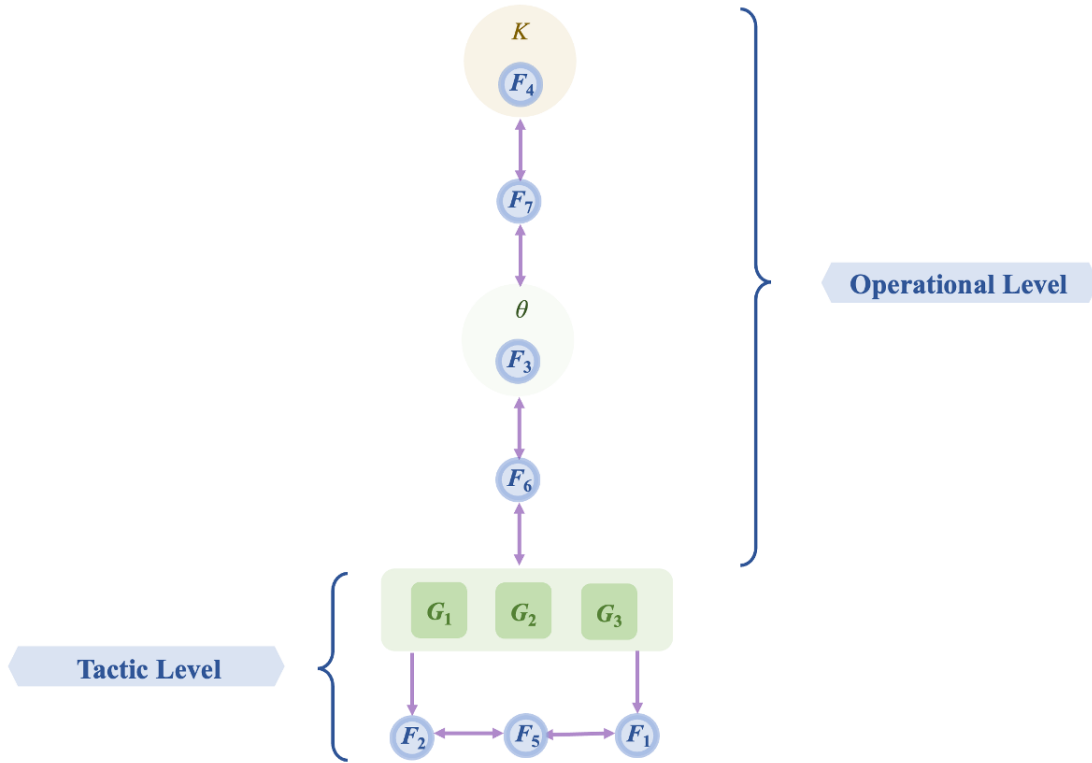 K
F4
F7
Operational Level
θ
F3
F6
G1 G2 G3
Tactic Level
F2 F5 F1